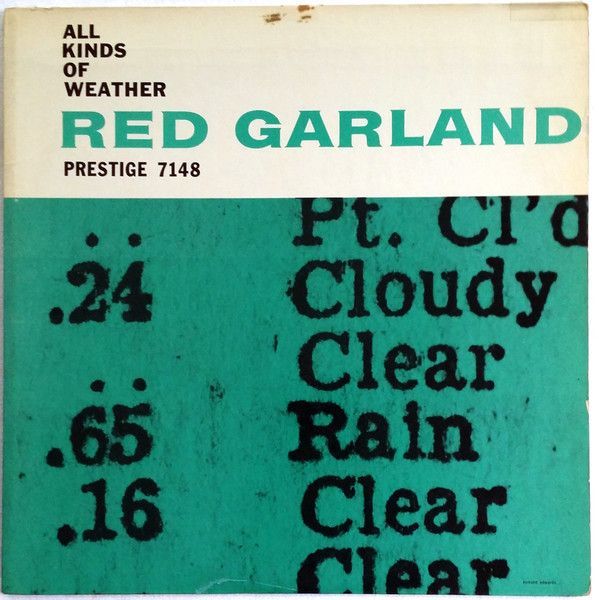 ALL
KINDS
OF
WEATHER
RED GARLAND
PRESTIGE 7148
.. Pt. Cl'd
.24 Cloudy
Clear
..
.65 Rain
.16 Clear
Clear